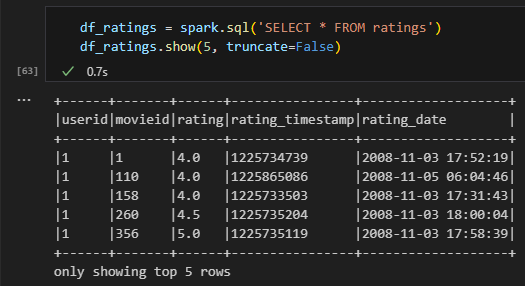 df_ratings = spark.sql('SELECT * FROM ratings')
df_ratings.show(5, truncate=False)
[63] ✓ 0.7s
...
+------+-------+------+----------------+-------------------+
|userid|movieid|rating|rating_timestamp|rating_date        |
+------+-------+------+----------------+-------------------+
|1     |1      |4.0   |1225734739      |2008-11-03 17:52:19|
|1     |110    |4.0   |1225865086      |2008-11-05 06:04:46|
|1     |158    |4.0   |1225733503      |2008-11-03 17:31:43|
|1     |260    |4.5   |1225735204      |2008-11-03 18:00:04|
|1     |356    |5.0   |1225735119      |2008-11-03 17:58:39|
+------+-------+------+----------------+-------------------+
only showing top 5 rows